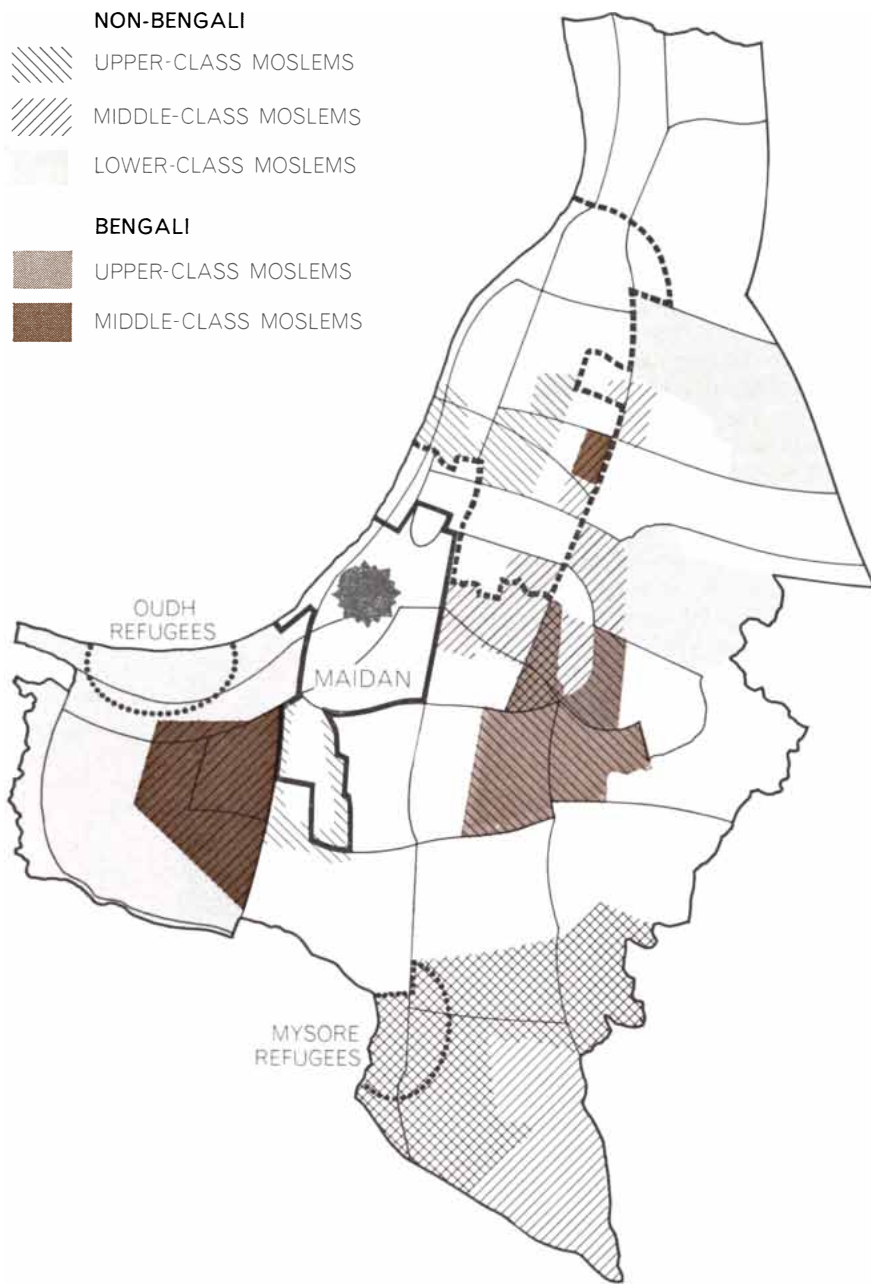 NON-BENGALI
UPPER-CLASS MOSLEMS
MIDDLE-CLASS MOSLEMS
LOWER-CLASS MOSLEMS
BENGALI
UPPER-CLASS MOSLEMS
MIDDLE-CLASS MOSLEMS
OUDH
REFUGEES
MAIDAN
MYSORE
REFUGEES